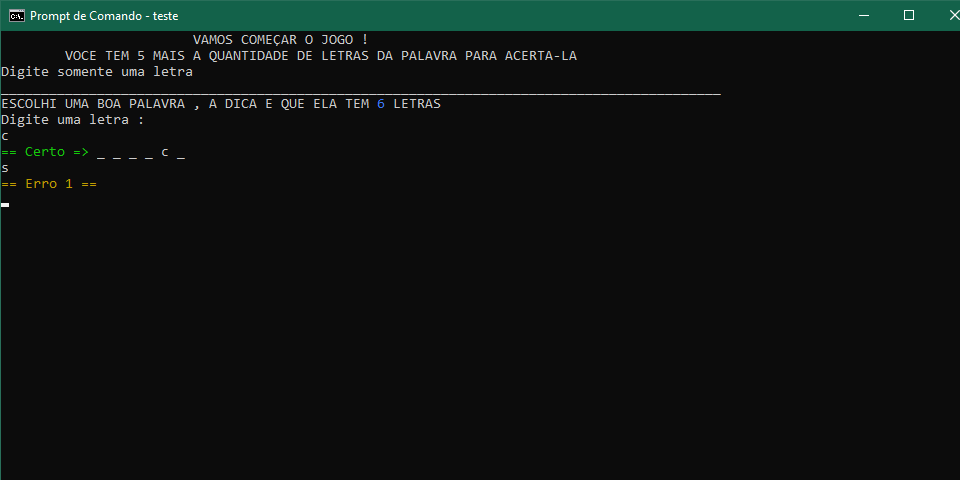 Prompt de Comando - teste
VAMOS COMEÇAR O JOGO !
VOCE TEM 5 MAIS A QUANTIDADE DE LETRAS DA PALAVRA PARA ACERTA-LA
Digite somente uma letra
__________________________________________________________________________________________
ESCOLHI UMA BOA PALAVRA , A DICA E QUE ELA TEM 6 LETRAS
Digite uma letra :
c
== Certo => _ _ _ _ c _
s
== Erro 1 ==